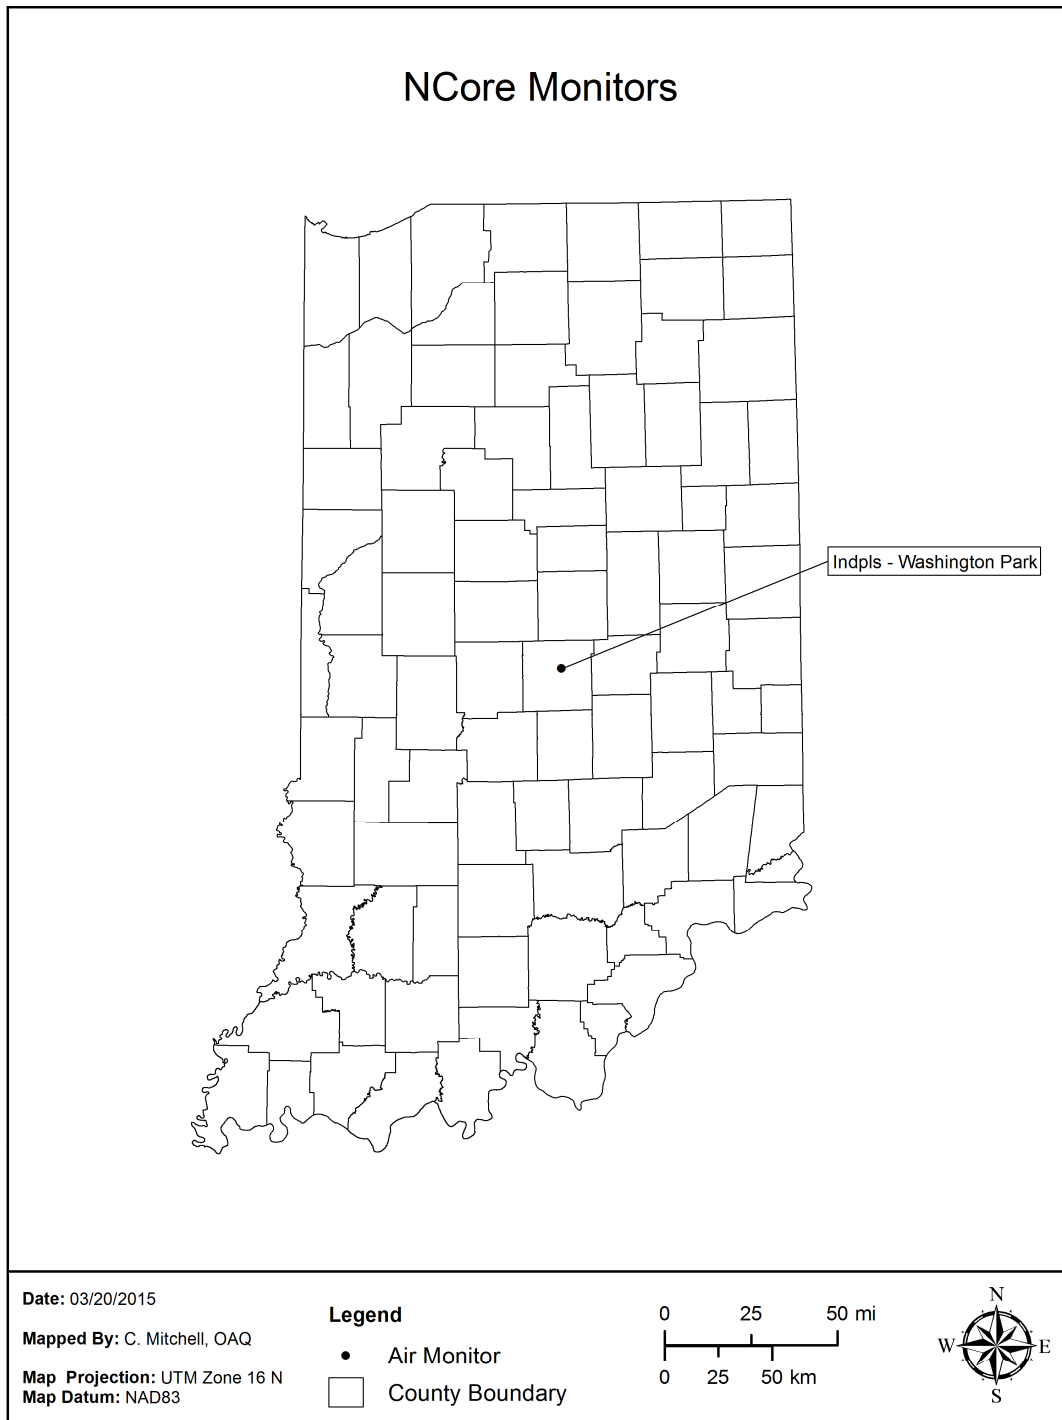 NCore Monitors
Indpls - Washington Park
Date: 03/20/2015
Mapped By: C. Mitchell, OAQ
Map Projection: UTM Zone 16 N
Map Datum: NAD83
Legend
Air Monitor
County Boundary
0 25 50 mi
0 25 50 km
N
W E
S